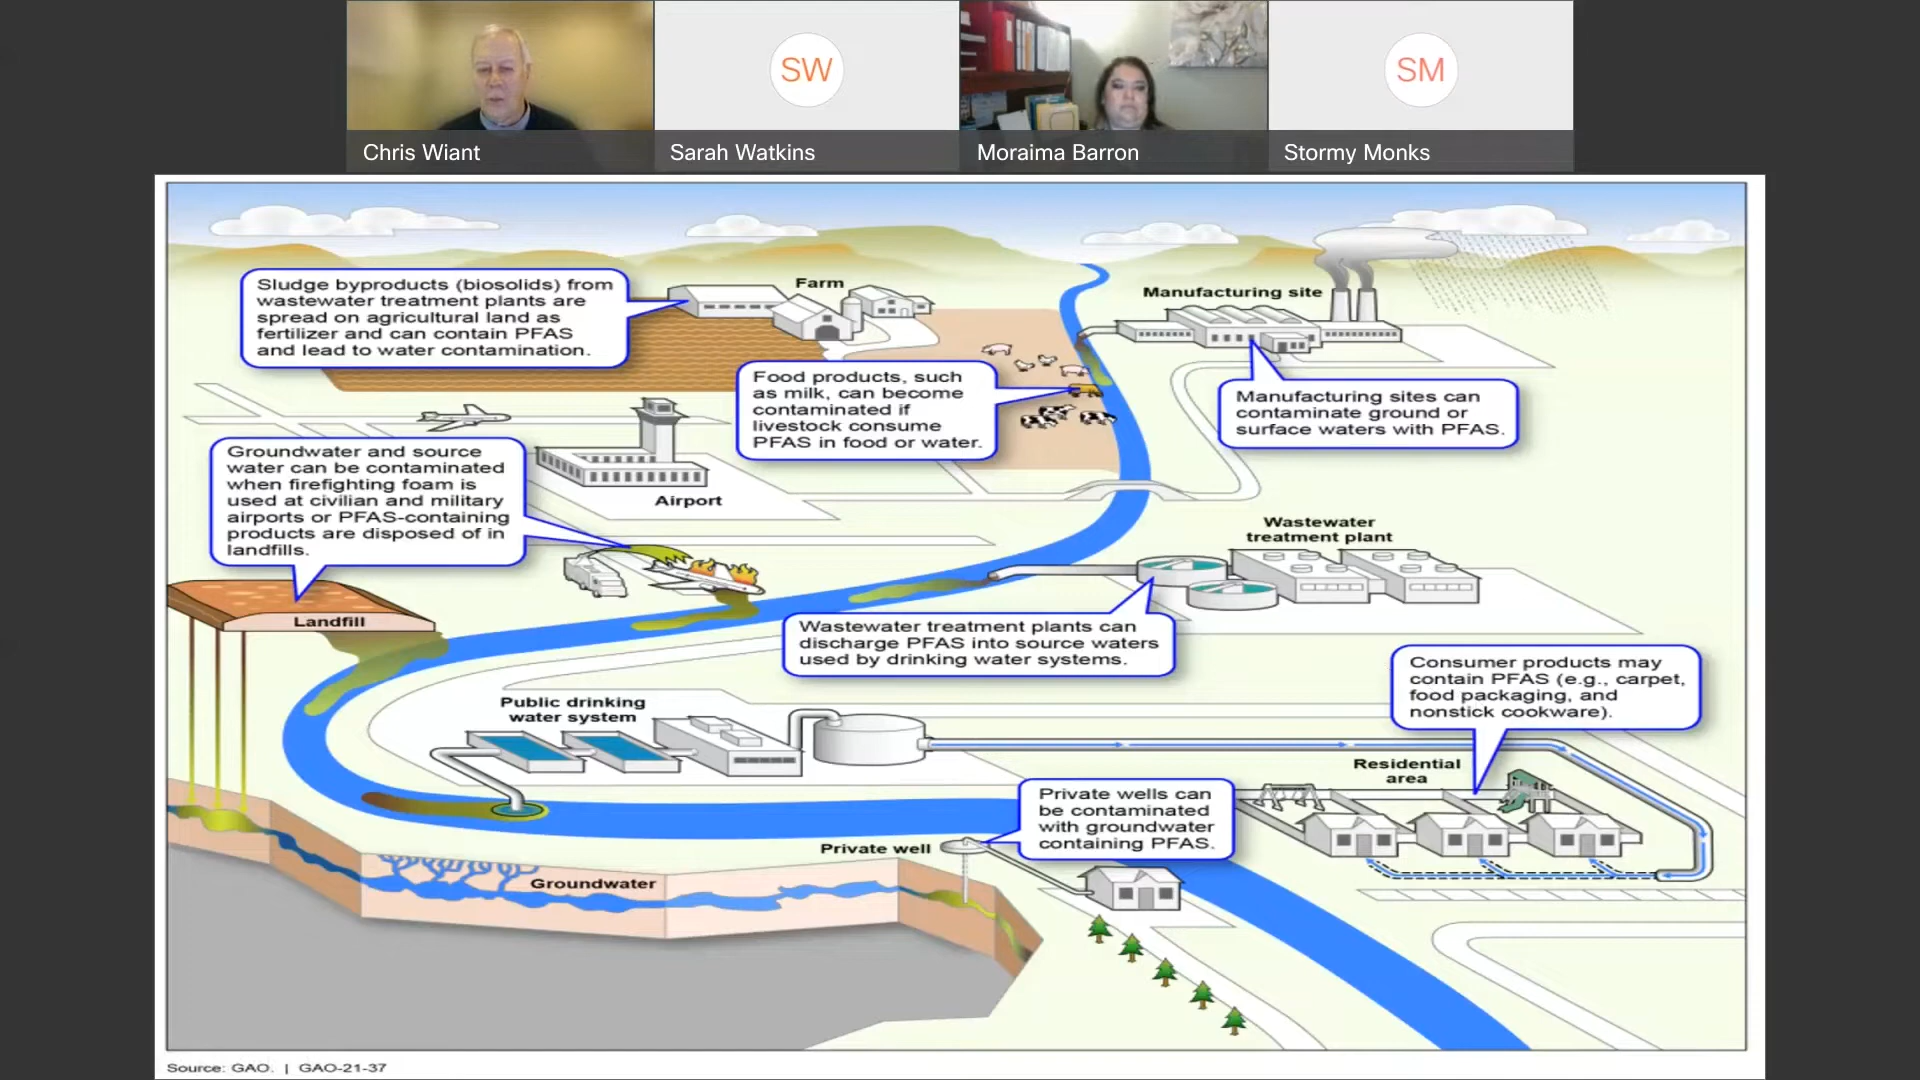 SW
SM
Chris Wiant
Sarah Watkins
Moraima Barron
Stormy Monks
Sludge byproducts (biosolids) from
wastewater treatment plants are
spread on agricultural land as
fertilizer and can contain PFAS
and lead to water contamination.
Farm
Manufacturing site
Food products, such
as milk, can become
contaminated if
livestock consume
PFAS in food or water.
Manufacturing sites can
contaminate ground or
surface waters with PFAS.
Groundwater and source
water can be contaminated
when firefighting foam is
used at civilian and military
airports or PFAS-containing
products are disposed of in
landfills.
Airport
Wastewater
treatment plant
Landfill
Wastewater treatment plants can
discharge PFAS into source waters
used by drinking water systems.
Consumer products may
contain PFAS (e.g., carpet,
food packaging, and
nonstick cookware).
Public drinking
water system
Residential
area
Private wells can
be contaminated
with groundwater
containing PFAS.
Private well
Groundwater
Source: GAO. | GAO-21-37